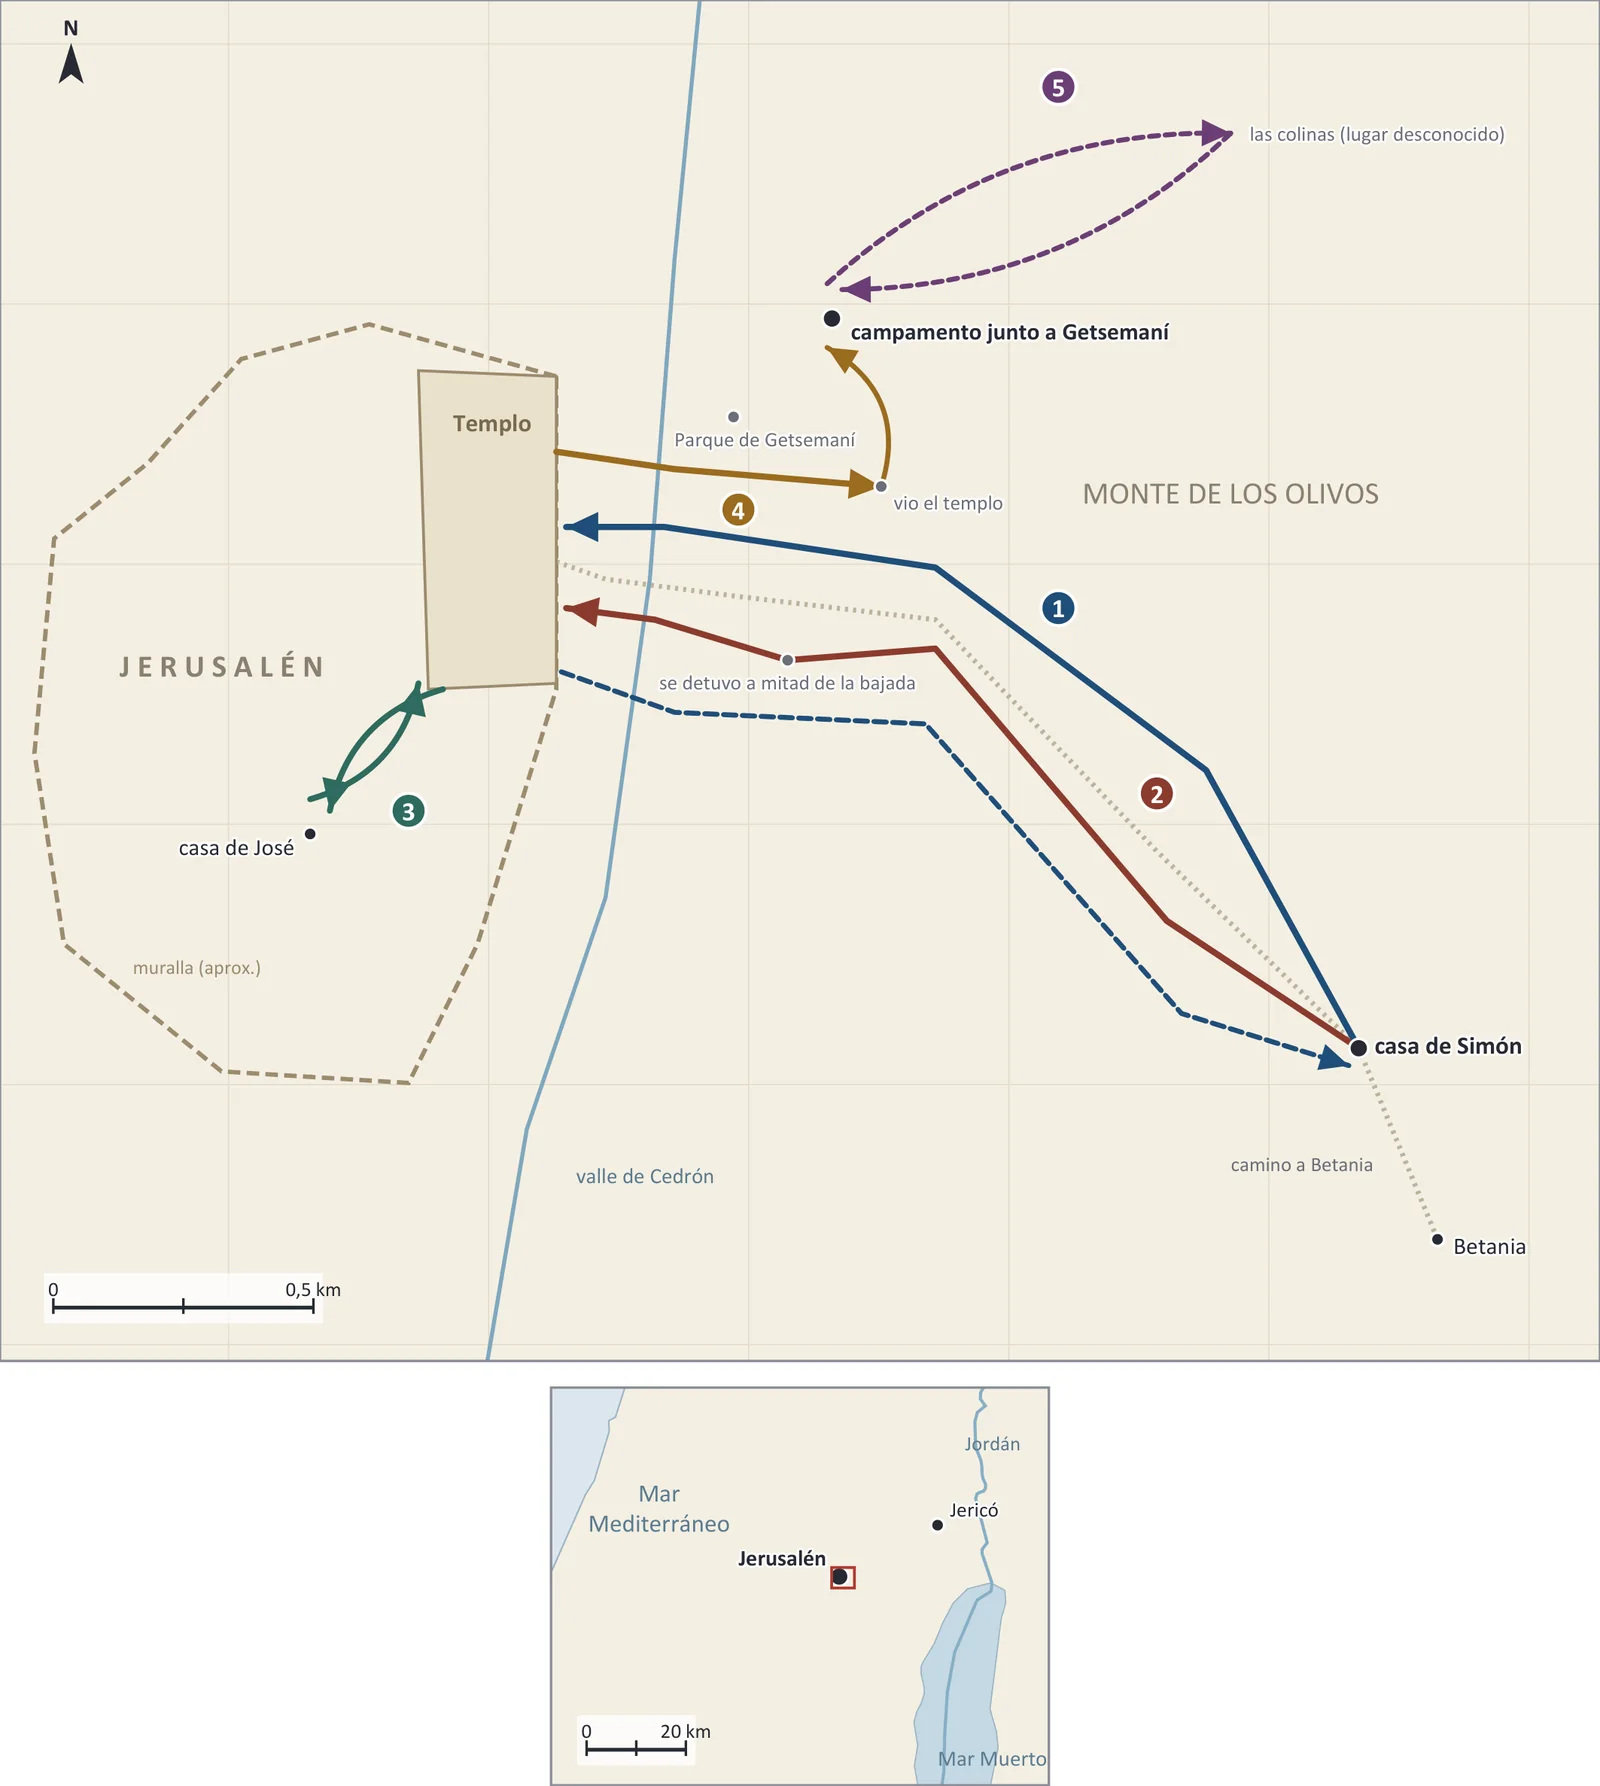 N
5
las colinas (lugar desconocido)
campamento junto a Getsemaní
Templo
Parque de Getsemaní
vio el templo
MONTE DE LOS OLIVOS
4
1
JERUSALÉN
se detuvo a mitad de la bajada
2
3
casa de José
muralla (aprox.)
casa de Simón
valle de Cedrón
camino a Betania
Betania
0 0,5 km
Jordán
Mar
Mediterráneo
Jericó
Jerusalén
0 20 km
Mar Muerto